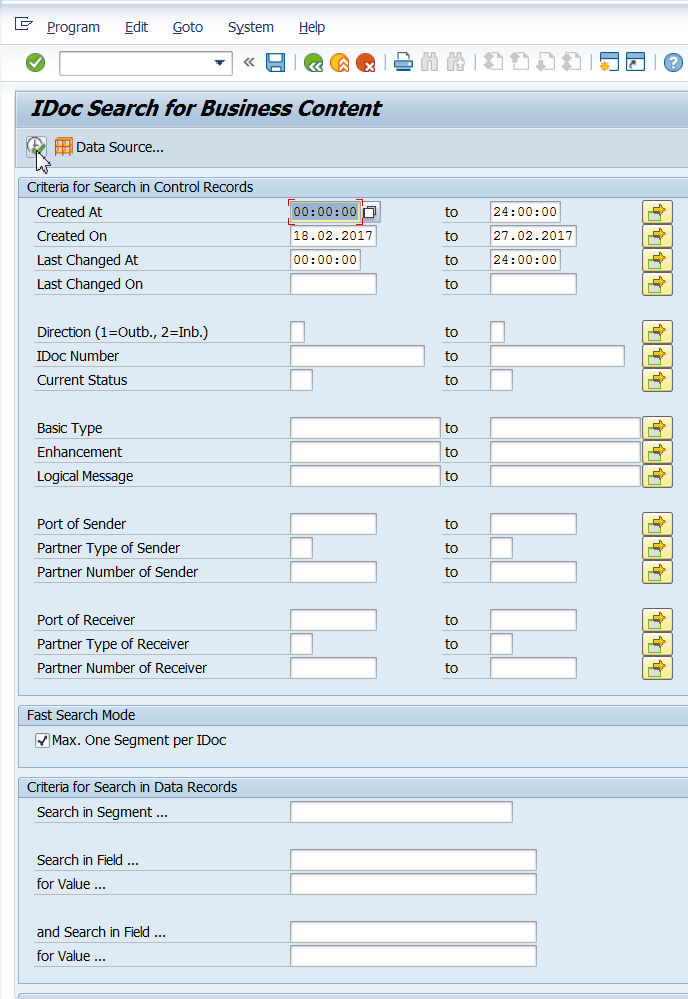 Program Edit Goto System Help
IDoc Search for Business Content
Data Source...
Criteria for Search in Control Records
Created At 00:00:00 to 24:00:00
Created On 18.02.2017 to 27.02.2017
Last Changed At 00:00:00 to 24:00:00
Last Changed On to
Direction (1=Outb., 2=Inb.) to
IDoc Number to
Current Status to
Basic Type to
Enhancement to
Logical Message to
Port of Sender to
Partner Type of Sender to
Partner Number of Sender to
Port of Receiver to
Partner Type of Receiver to
Partner Number of Receiver to
Fast Search Mode
Max. One Segment per IDoc
Criteria for Search in Data Records
Search in Segment ...
Search in Field ...
for Value ...
and Search in Field ...
for Value ...